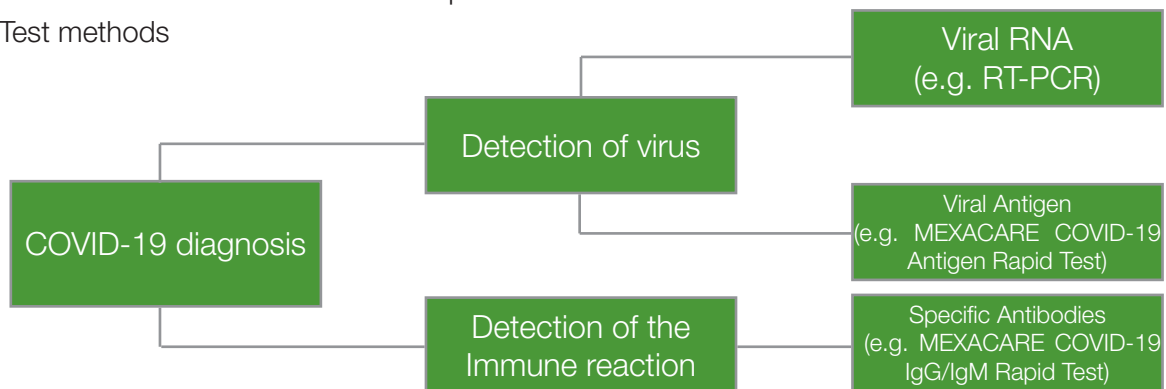 Test methods
Viral RNA
(e.g. RT-PCR)
Detection of virus
COVID-19 diagnosis
Viral Antigen
(e.g. MEXACARE COVID-19
Antigen Rapid Test)
Detection of the
Immune reaction
Specific Antibodies
(e.g. MEXACARE COVID-19
IgG/IgM Rapid Test)